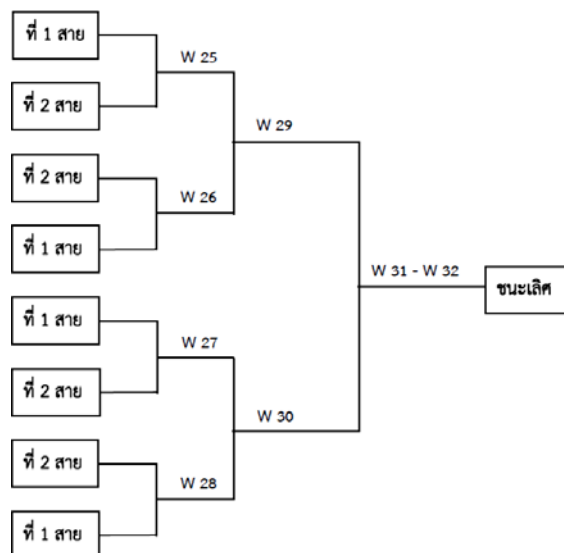 ที่ 1 สาย
W 25
ที่ 2 สาย
W 29
ที่ 2 สาย
W 26
ที่ 1 สาย
W 31 - W 32
ชนะเลิศ
ที่ 1 สาย
W 27
ที่ 2 สาย
W 30
ที่ 2 สาย
W 28
ที่ 1 สาย